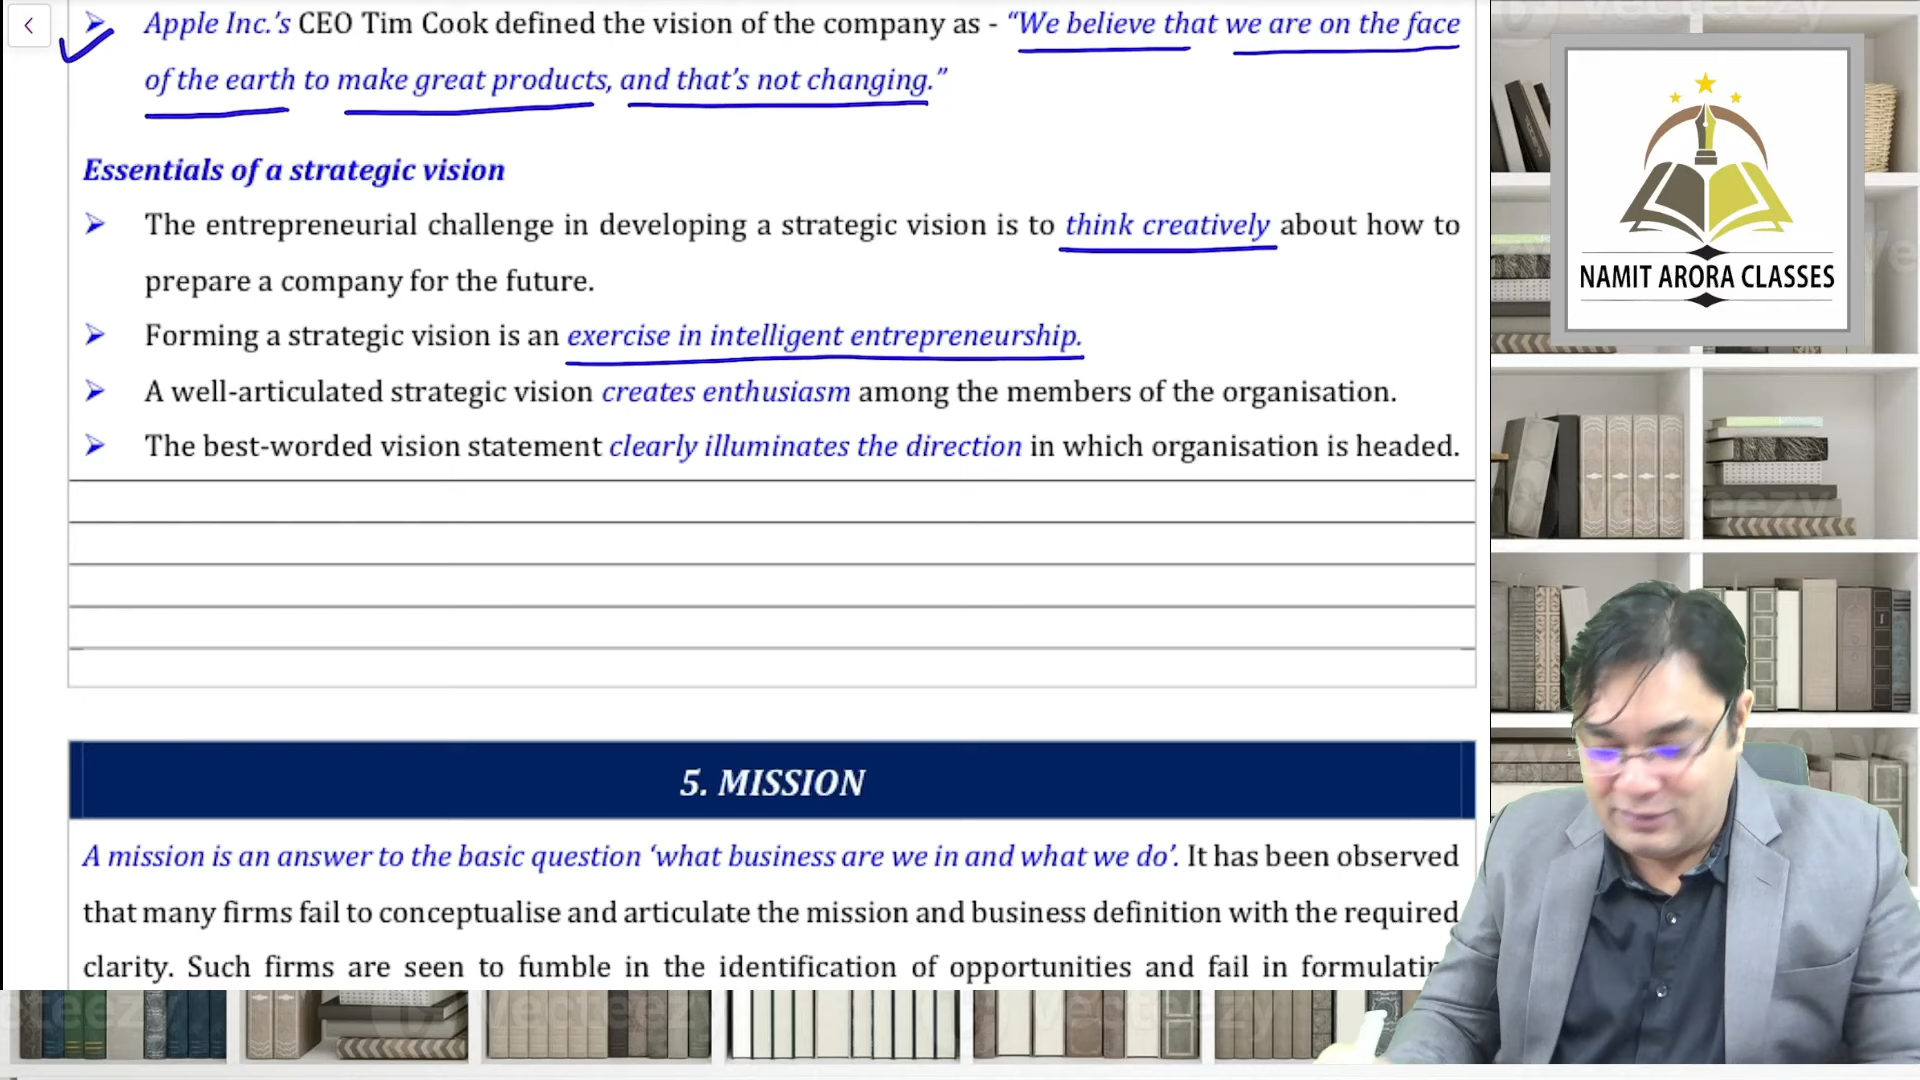 Apple Inc.'s CEO Tim Cook defined the vision of the company as - “We believe that we are on the face
of the earth to make great products, and that's not changing.”
Essentials of a strategic vision
The entrepreneurial challenge in developing a strategic vision is to think creatively about how to
prepare a company for the future.
Forming a strategic vision is an exercise in intelligent entrepreneurship.
A well-articulated strategic vision creates enthusiasm among the members of the organisation.
The best-worded vision statement clearly illuminates the direction in which organisation is headed.
5. MISSION
A mission is an answer to the basic question ‘what business are we in and what we do’. It has been observed
that many firms fail to conceptualise and articulate the mission and business definition with the required
clarity. Such firms are seen to fumble in the identification of opportunities and fail in
NAMIT ARORA CLASSES